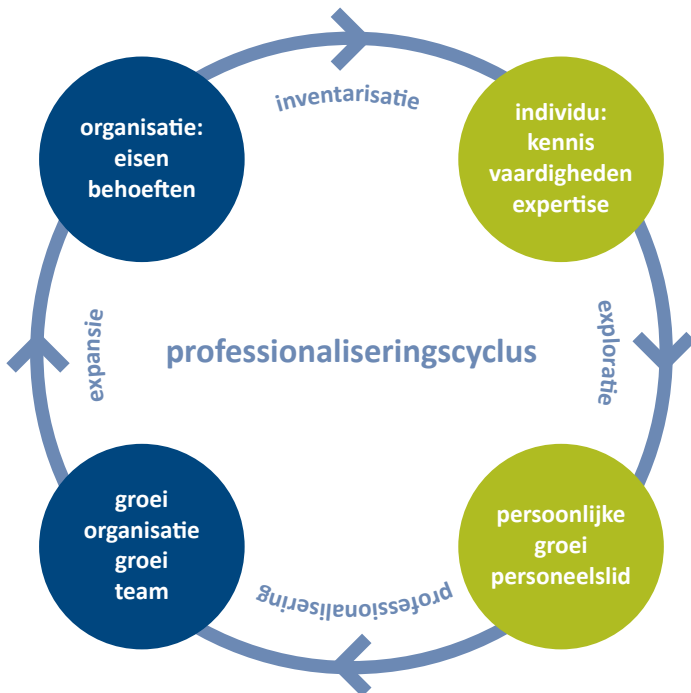 inventarisatie
organisatie:
eisen
behoeften
individu:
kennis
vaardigheden
expertise
expansie
professionaliseringscyclus
exploratie
groei
organisatie
groei
team
persoonlijke
groei
personeelslid
professionalisering